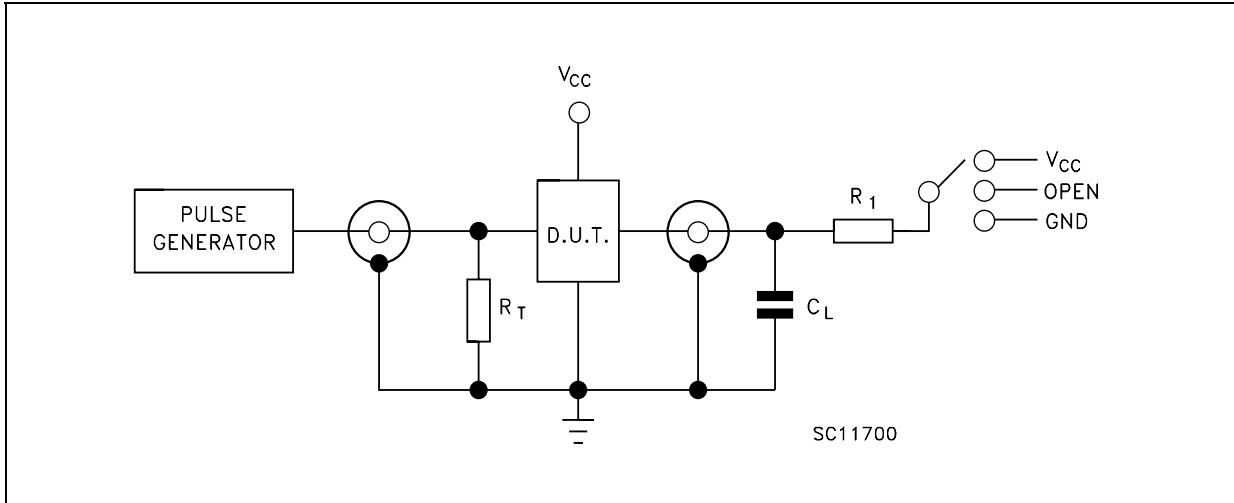 VCC
PULSE
GENERATOR
D.U.T.
RT
CL
R1
VCC
OPEN
GND
SC11700